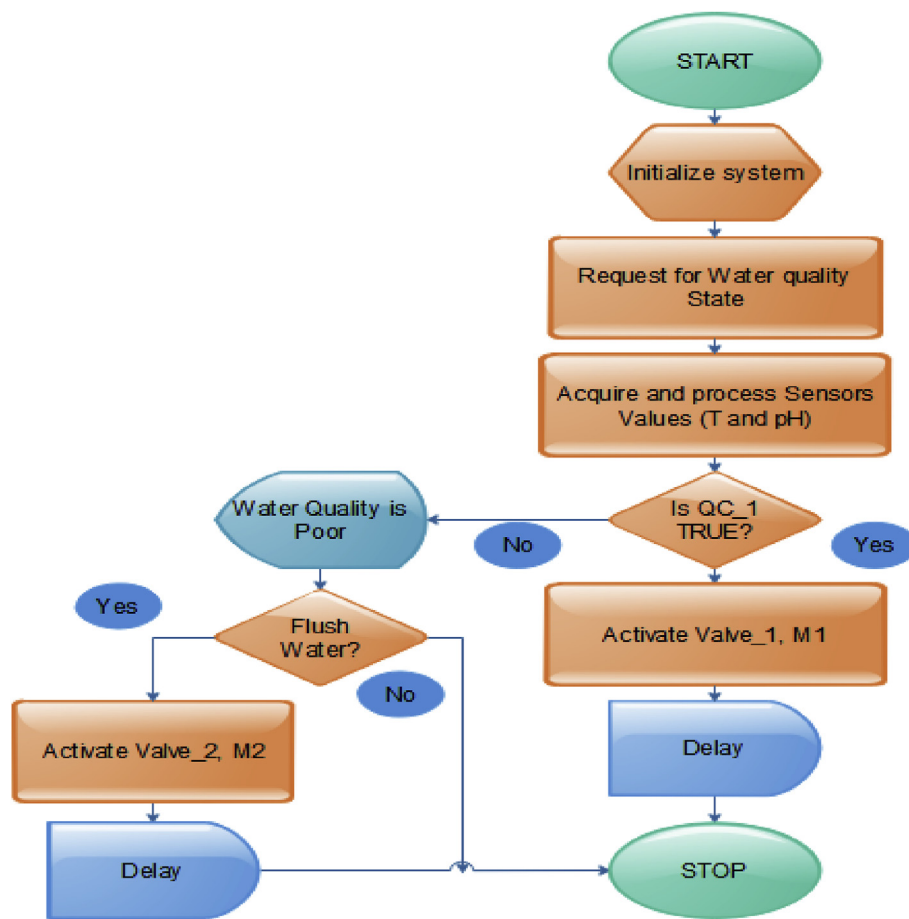 START
Initialize system
Request for Water quality
State
Acquire and process Sensors
Values (T and pH)
Is QC_1
TRUE?
Yes
No
Water Quality is
Poor
Activate Valve_1, M1
Delay
Flush
Water?
Yes
No
Activate Valve_2, M2
Delay
STOP